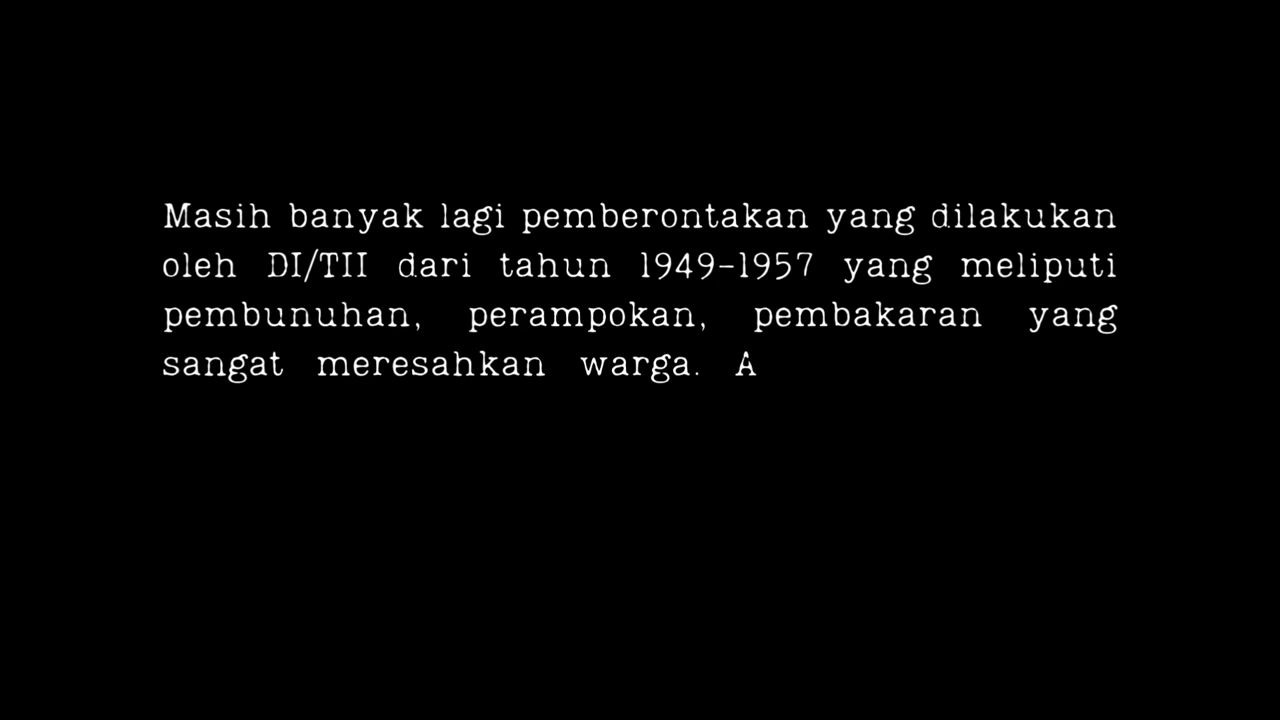 Masih banyak lagi pemberontakan yang dilakukan
oleh DI/TII dari tahun 1949-1957 yang meliputi
pembunuhan, perampokan, pembakaran yang
sangat meresahkan warga. A